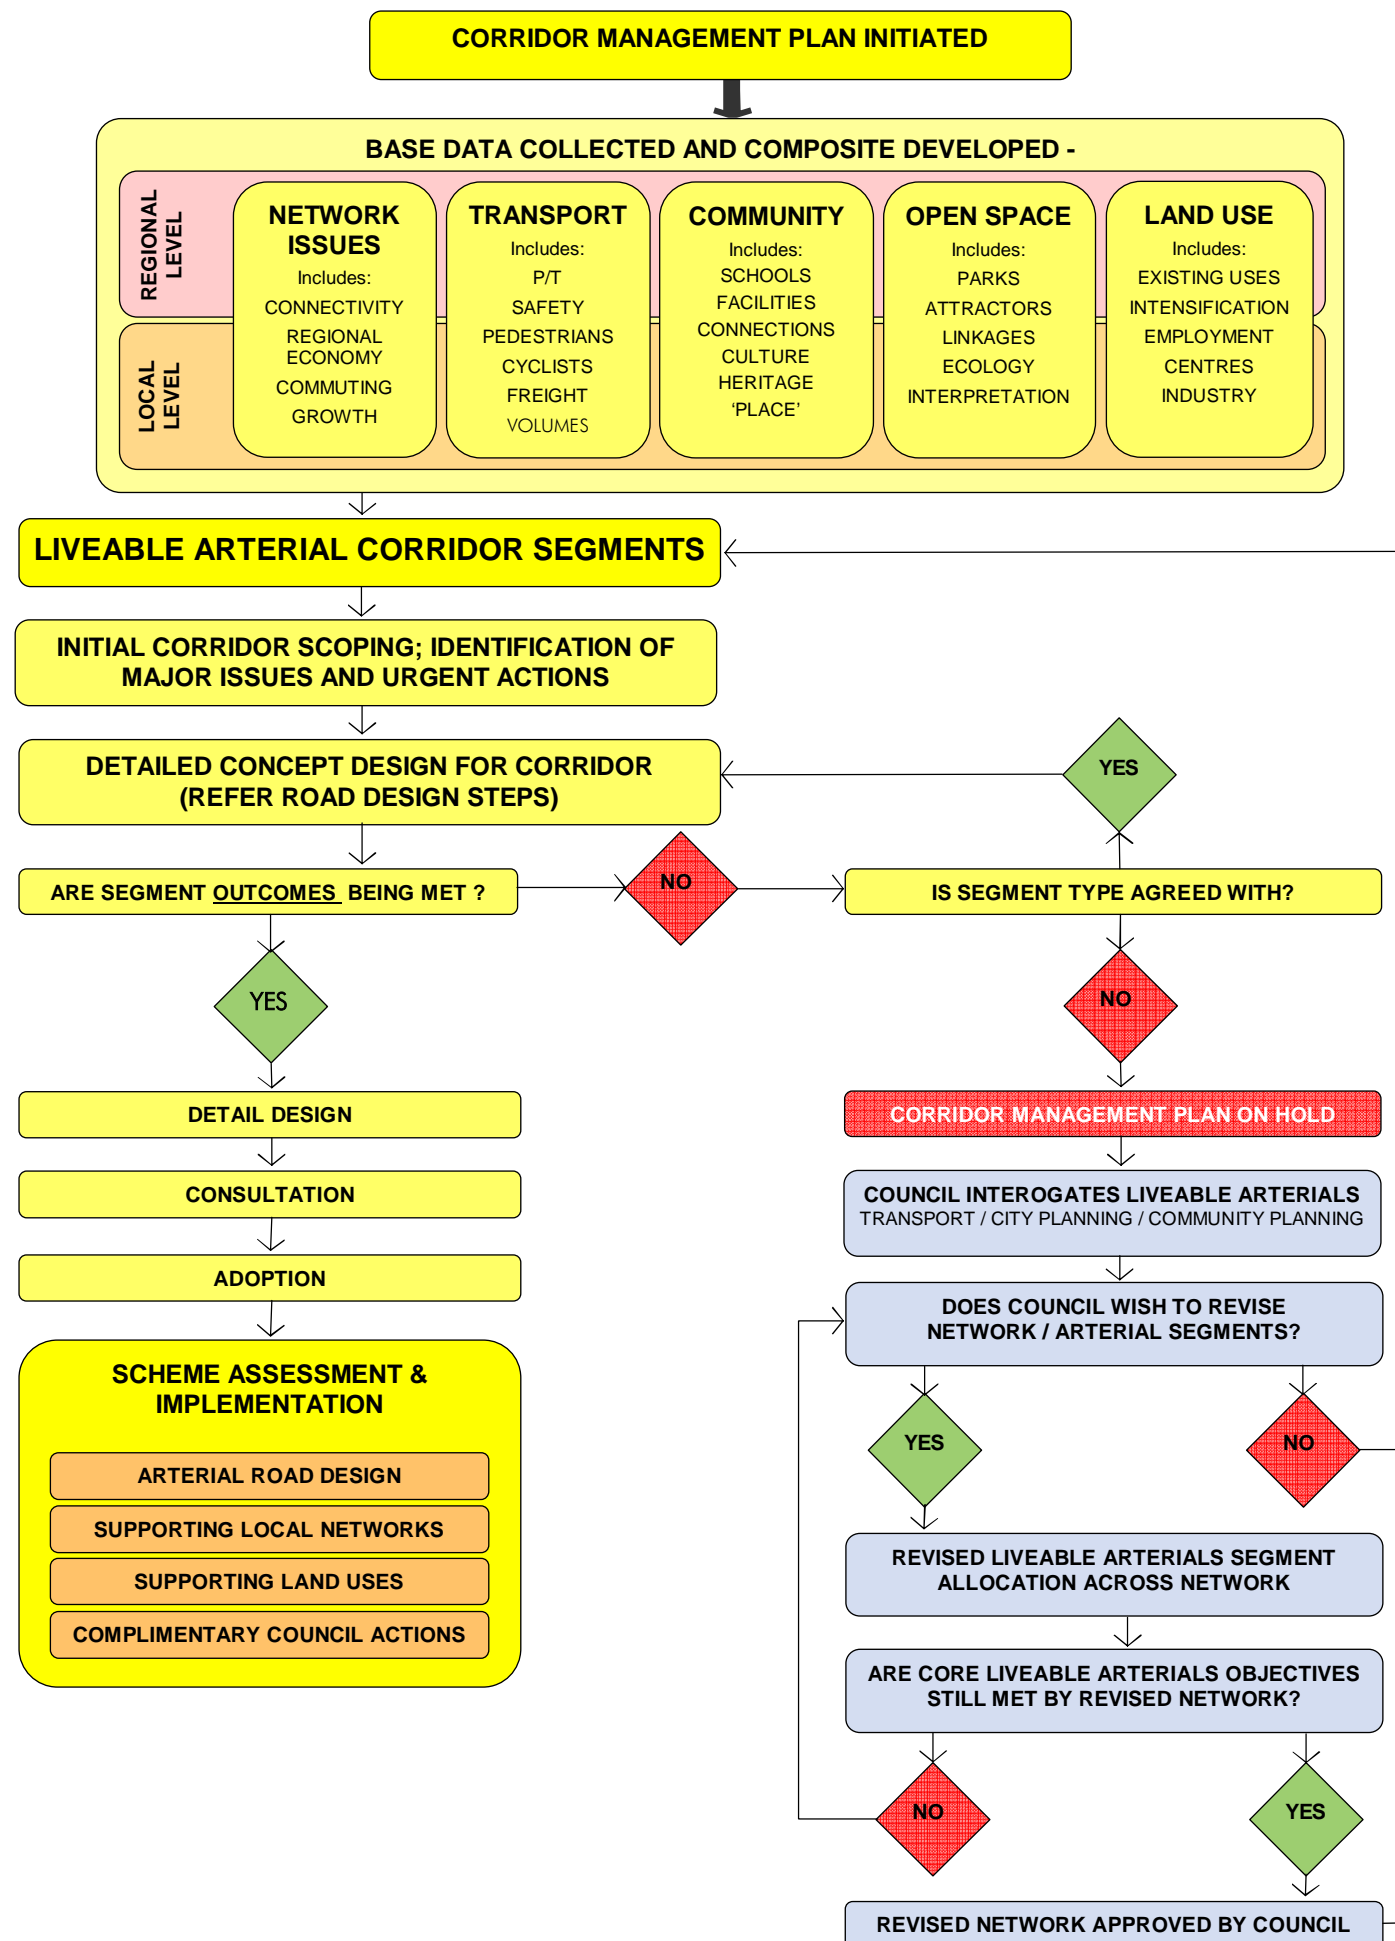 CORRIDOR MANAGEMENT PLAN INITIATED
BASE DATA COLLECTED AND COMPOSITE DEVELOPED -
REGIONAL
LEVEL
LOCAL
LEVEL
NETWORK
ISSUES
Includes:
CONNECTIVITY
REGIONAL
ECONOMY
COMMUTING
GROWTH
TRANSPORT
Includes:
P/T
SAFETY
PEDESTRIANS
CYCLISTS
FREIGHT
VOLUMES
COMMUNITY
Includes:
SCHOOLS
FACILITIES
CONNECTIONS
CULTURE
HERITAGE
‘PLACE’
OPEN SPACE
Includes:
PARKS
ATTRACTORS
LINKAGES
ECOLOGY
INTERPRETATION
LAND USE
Includes:
EXISTING USES
INTENSIFICATION
EMPLOYMENT
CENTRES
INDUSTRY
LIVEABLE ARTERIAL CORRIDOR SEGMENTS
INITIAL CORRIDOR SCOPING; IDENTIFICATION OF
MAJOR ISSUES AND URGENT ACTIONS
DETAILED CONCEPT DESIGN FOR CORRIDOR
(REFER ROAD DESIGN STEPS)
YES
ARE SEGMENT OUTCOMES BEING MET ?
NO
IS SEGMENT TYPE AGREED WITH?
YES
NO
DETAIL DESIGN
CONSULTATION
ADOPTION
SCHEME ASSESSMENT &
IMPLEMENTATION
ARTERIAL ROAD DESIGN
SUPPORTING LOCAL NETWORKS
SUPPORTING LAND USES
COMPLIMENTARY COUNCIL ACTIONS
CORRIDOR MANAGEMENT PLAN ON HOLD
COUNCIL INTEROGATES LIVEABLE ARTERIALS
TRANSPORT / CITY PLANNING / COMMUNITY PLANNING
DOES COUNCIL WISH TO REVISE
NETWORK / ARTERIAL SEGMENTS?
YES
NO
REVISED LIVEABLE ARTERIALS SEGMENT
ALLOCATION ACROSS NETWORK
ARE CORE LIVEABLE ARTERIALS OBJECTIVES
STILL MET BY REVISED NETWORK?
NO
YES
REVISED NETWORK APPROVED BY COUNCIL